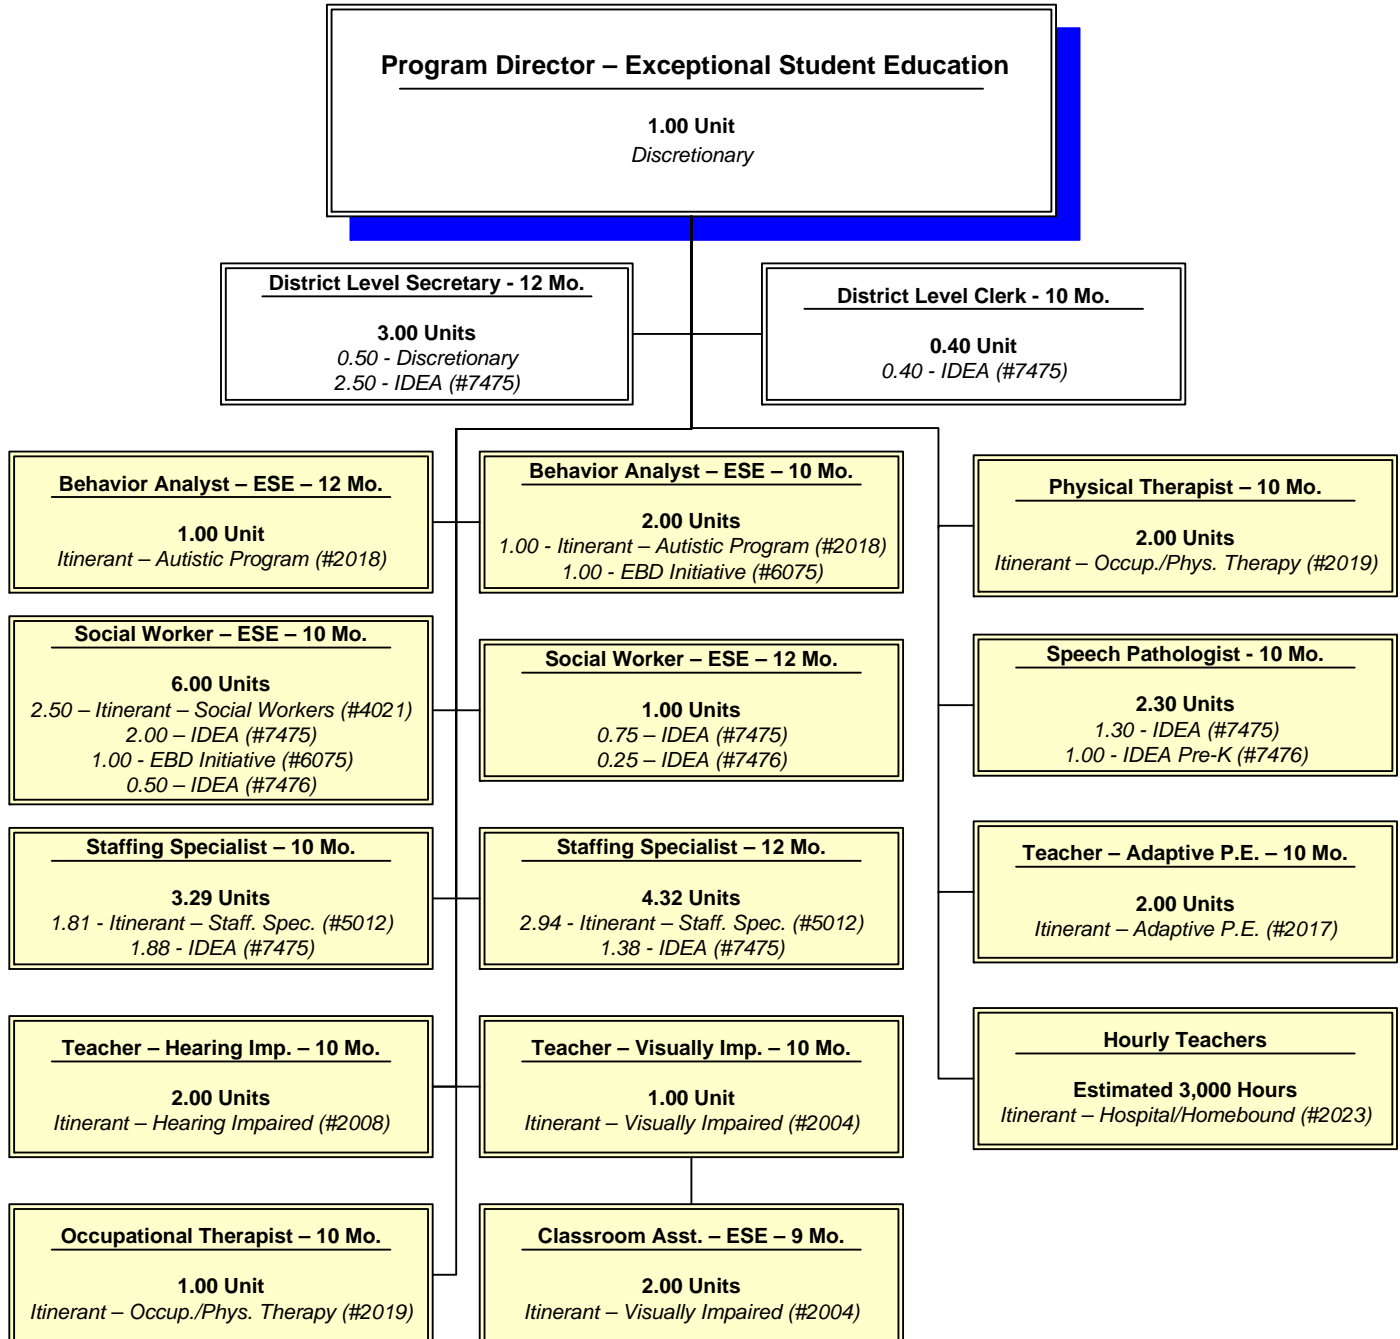 Program Director – Exceptional Student Education
1.00 Unit
Discretionary
District Level Secretary - 12 Mo.
3.00 Units
0.50 - Discretionary
2.50 - IDEA (#7475)
District Level Clerk - 10 Mo.
0.40 Unit
0.40 - IDEA (#7475)
Behavior Analyst – ESE – 12 Mo.
1.00 Unit
Itinerant – Autistic Program (#2018)
Behavior Analyst – ESE – 10 Mo.
2.00 Units
1.00 - Itinerant – Autistic Program (#2018)
1.00 - EBD Initiative (#6075)
Physical Therapist – 10 Mo.
2.00 Units
Itinerant – Occup./Phys. Therapy (#2019)
Social Worker – ESE – 10 Mo.
6.00 Units
2.50 – Itinerant – Social Workers (#4021)
2.00 – IDEA (#7475)
1.00 - EBD Initiative (#6075)
0.50 – IDEA (#7476)
Social Worker – ESE – 12 Mo.
1.00 Units
0.75 – IDEA (#7475)
0.25 – IDEA (#7476)
Speech Pathologist - 10 Mo.
2.30 Units
1.30 - IDEA (#7475)
1.00 - IDEA Pre-K (#7476)
Staffing Specialist – 10 Mo.
3.29 Units
1.81 - Itinerant – Staff. Spec. (#5012)
1.88 - IDEA (#7475)
Staffing Specialist – 12 Mo.
4.32 Units
2.94 - Itinerant – Staff. Spec. (#5012)
1.38 - IDEA (#7475)
Teacher – Adaptive P.E. – 10 Mo.
2.00 Units
Itinerant – Adaptive P.E. (#2017)
Teacher – Hearing Imp. – 10 Mo.
2.00 Units
Itinerant – Hearing Impaired (#2008)
Teacher – Visually Imp. – 10 Mo.
1.00 Unit
Itinerant – Visually Impaired (#2004)
Hourly Teachers
Estimated 3,000 Hours
Itinerant – Hospital/Homebound (#2023)
Occupational Therapist – 10 Mo.
1.00 Unit
Itinerant – Occup./Phys. Therapy (#2019)
Classroom Asst. – ESE – 9 Mo.
2.00 Units
Itinerant – Visually Impaired (#2004)